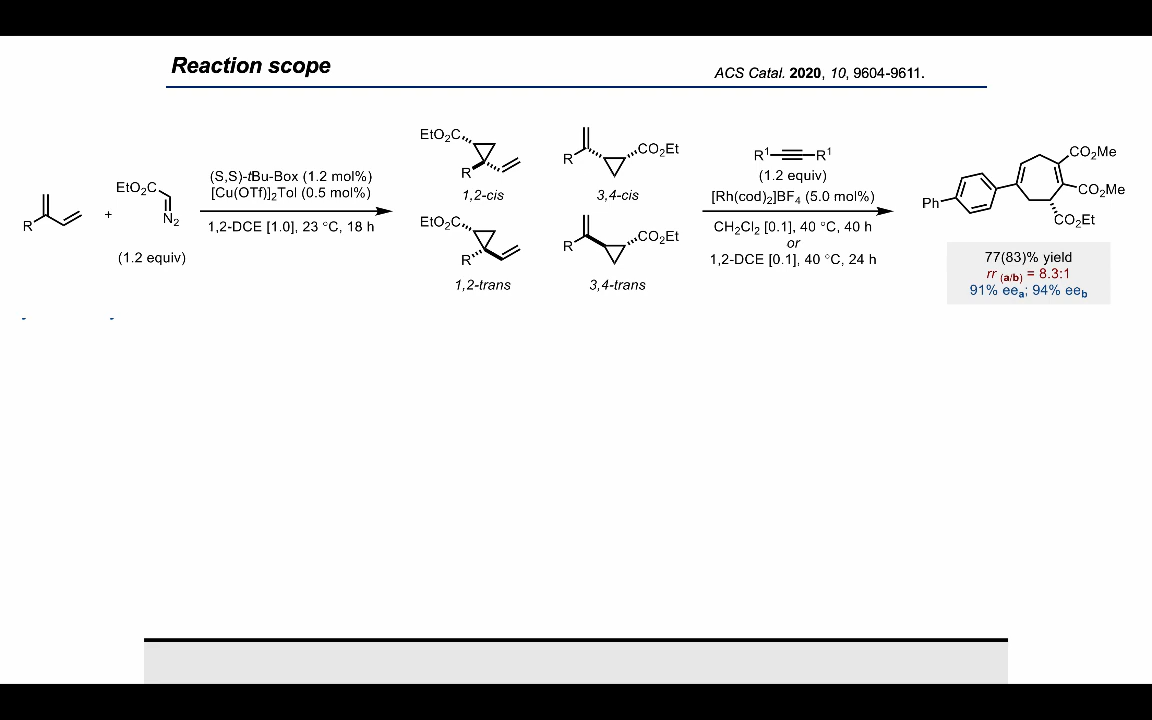 Reaction scope
ACS Catal. 2020, 10, 9604-9611.
R
+
EtO₂C
N₂
(1.2 equiv)
(S,S)-tBu-Box (1.2 mol%)
[Cu(OTf)]₂Tol (0.5 mol%)
1,2-DCE [1.0], 23 °C, 18 h
EtO₂C
R
1,2-cis
R
CO₂Et
3,4-cis
EtO₂C
R
1,2-trans
R
CO₂Et
3,4-trans
R¹ R¹
(1.2 equiv)
[Rh(cod)₂]BF₄ (5.0 mol%)
CH₂Cl₂ [0.1], 40 °C, 40 h
or
1,2-DCE [0.1], 40 °C, 24 h
Ph
CO₂Me
CO₂Me
CO₂Et
77(83)% yield
rr (a/b) = 8.3:1
91% eeₐ; 94% ee_b